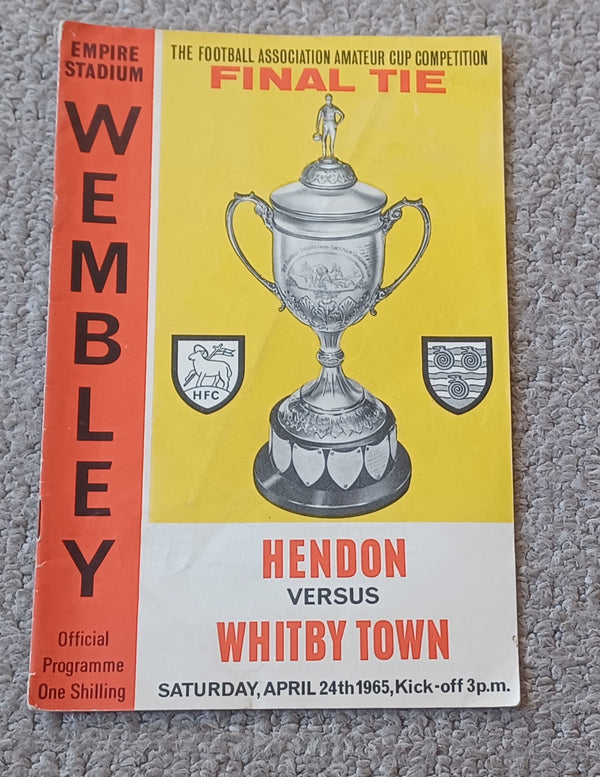 EMPIRE
STADIUM
WEMBLEY
Official
Programme
One Shilling
THE FOOTBALL ASSOCIATION AMATEUR CUP COMPETITION
FINAL TIE
HFC
HENDON
VERSUS
WHITBY TOWN
SATURDAY, APRIL 24th 1965, Kick-off 3p.m.